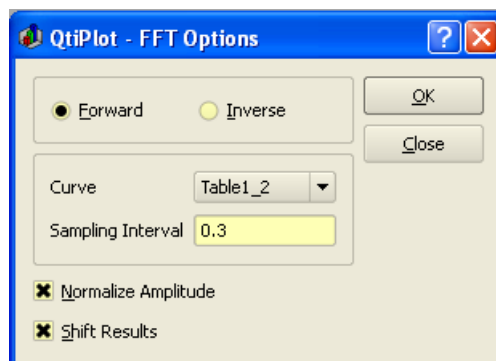 QtiPlot - FFT Options
Forward Inverse
OK
Close
Curve Table1_2
Sampling Interval 0.3
Normalize Amplitude
Shift Results